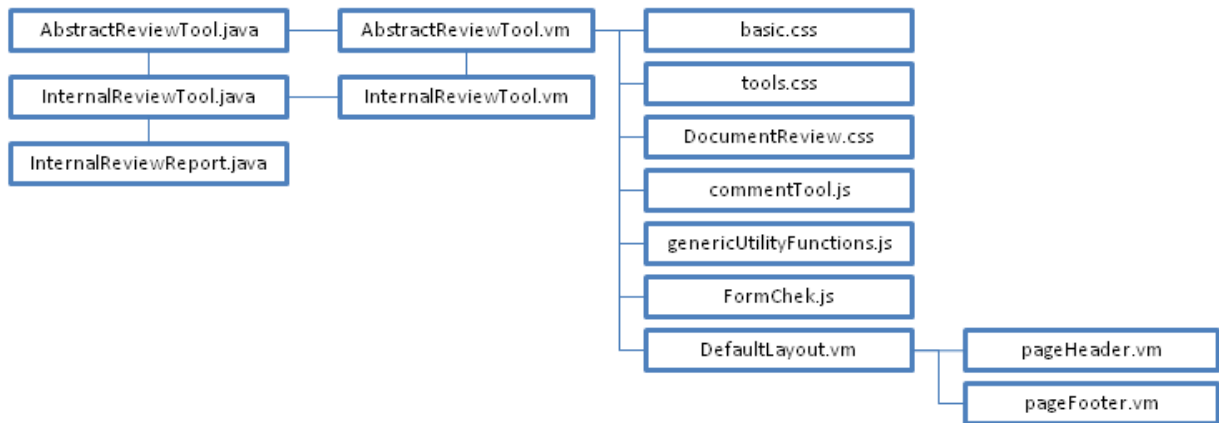 AbstractReviewTool.java
AbstractReviewTool.vm
basic.css
InternalReviewTool.java
InternalReviewTool.vm
tools.css
InternalReviewReport.java
DocumentReview.css
commentTool.js
genericUtilityFunctions.js
FormChek.js
DefaultLayout.vm
pageHeader.vm
pageFooter.vm